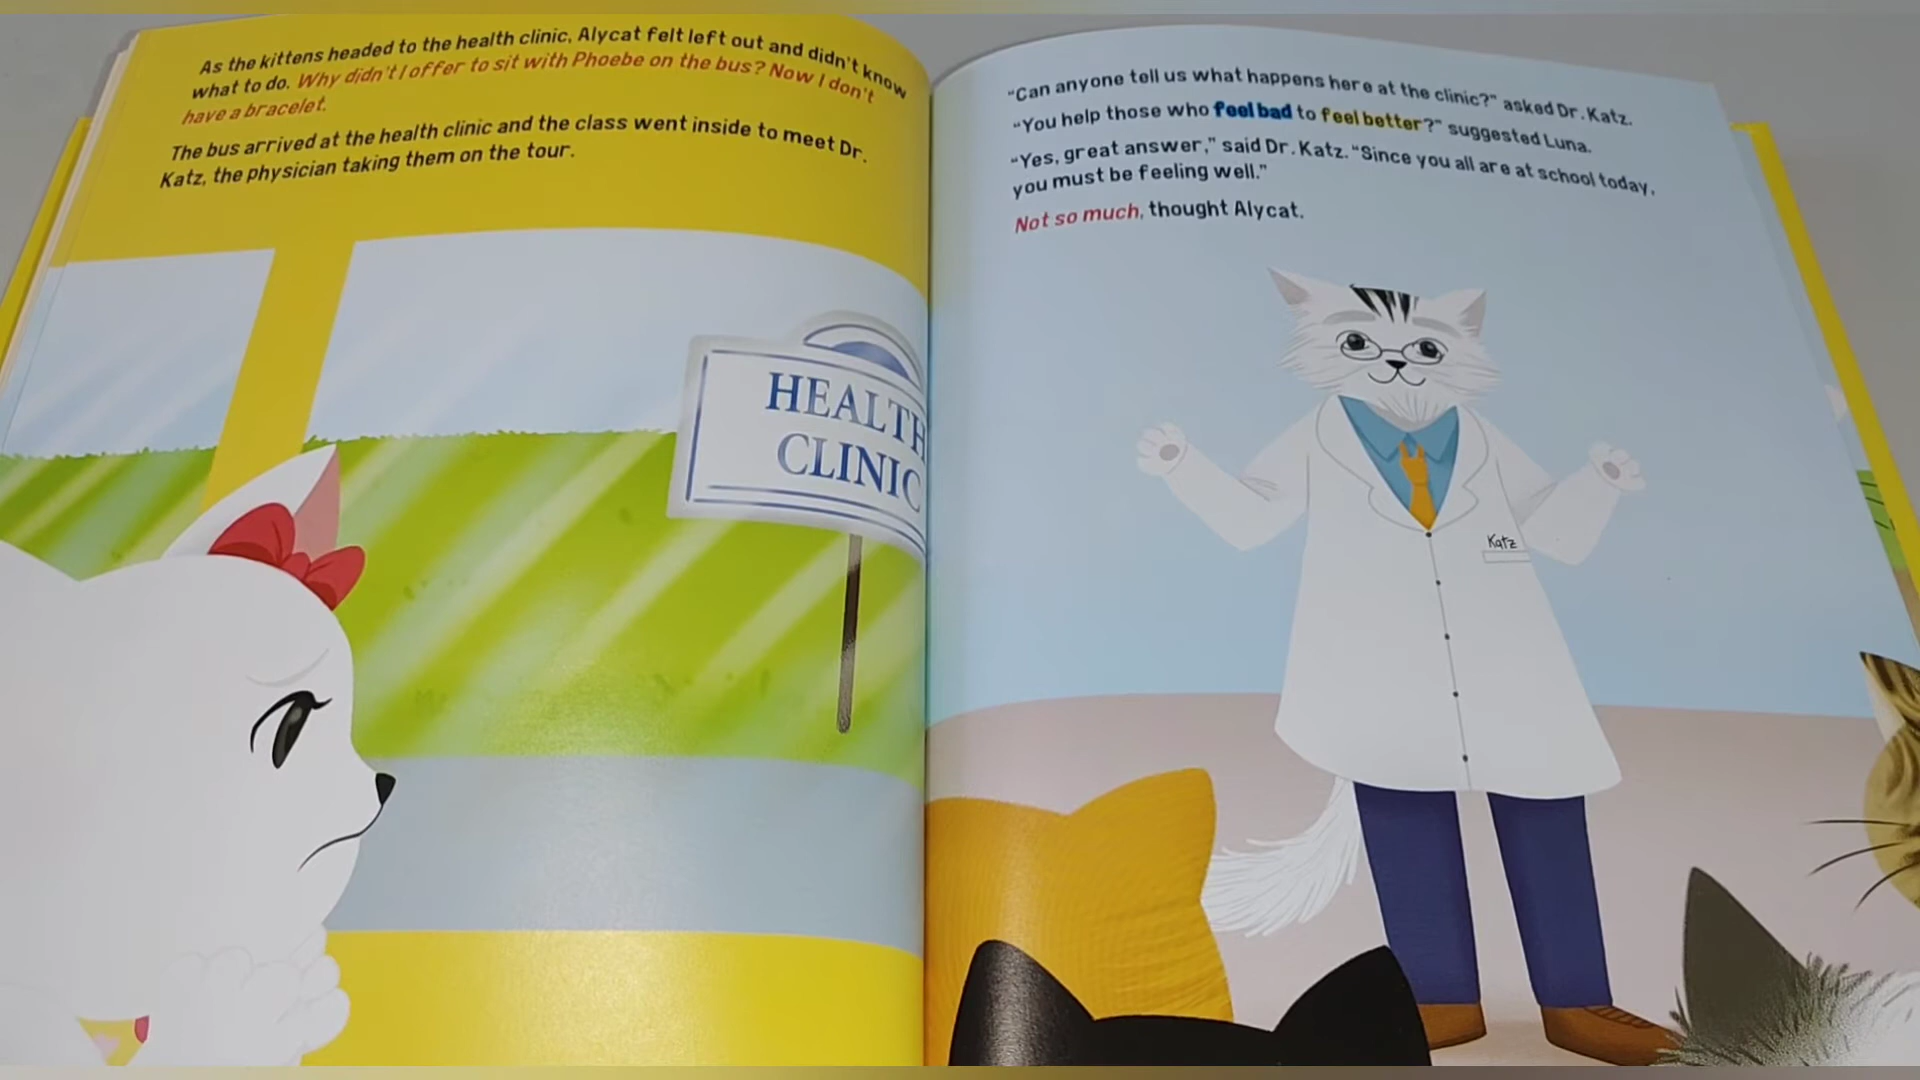 As the kittens headed to the health clinic, Alycat felt left out and didn't know
what to do. Why didn't I offer to sit with Phoebe on the bus? Now I don't
have a bracelet.
The bus arrived at the health clinic and the class went inside to meet Dr.
Katz, the physician taking them on the tour.
HEALTH
CLINIC
"Can anyone tell us what happens here at the clinic?" asked Dr. Katz.
"You help those who feel bad to feel better?" suggested Luna.
"Yes, great answer," said Dr. Katz. "Since you all are at school today,
you must be feeling well."
Not so much, thought Alycat.
Katz